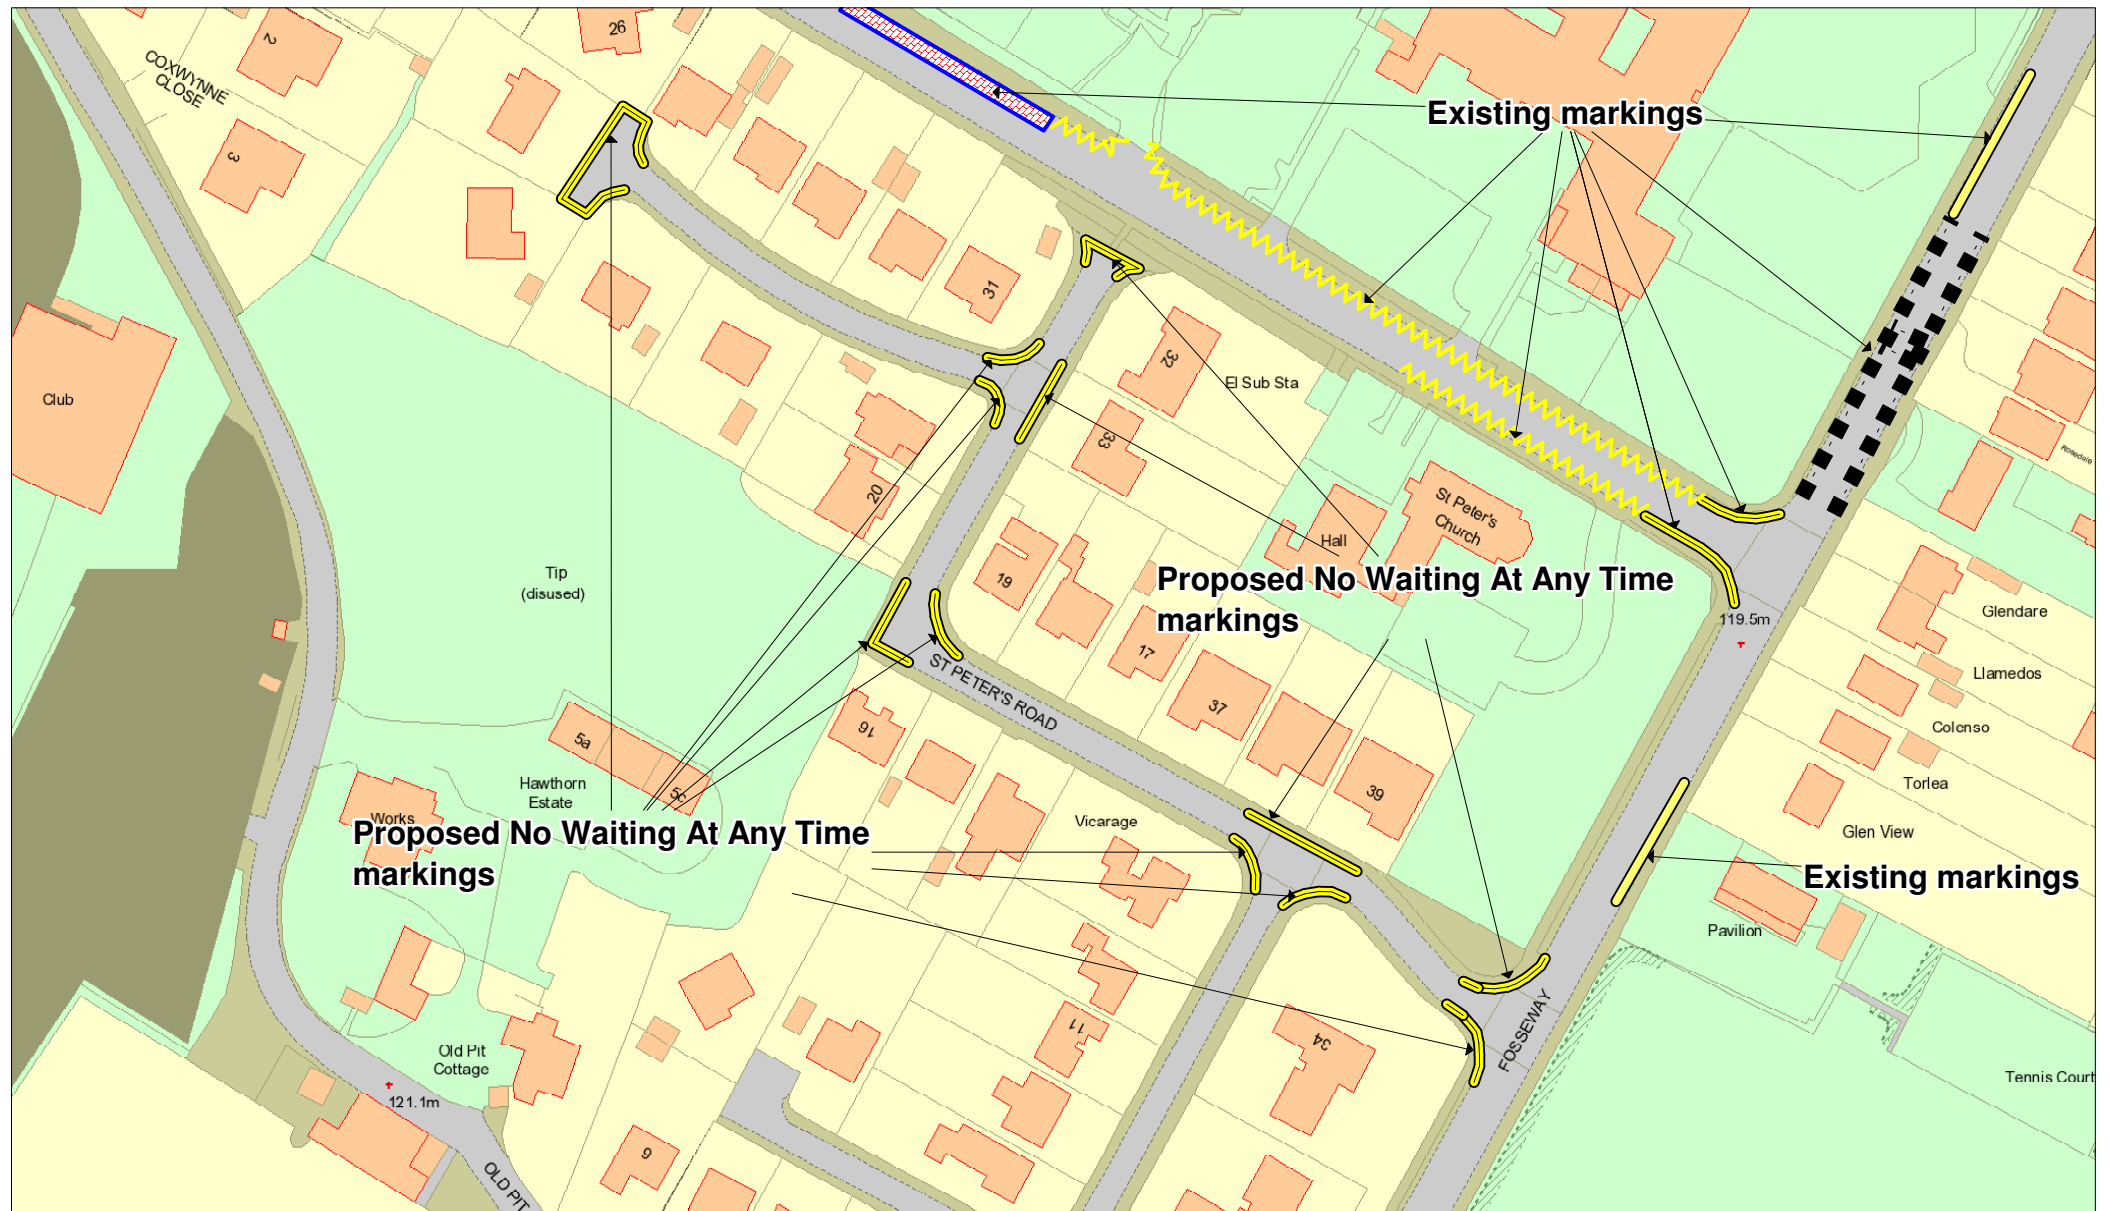 26
2
COXWYNNE
CLOSE
3
Existing markings
31
32
El Sub Sta
33
Club
20
St Peter's
Church
Hall
Rosedale
Tip
(disused)
19
Proposed No Waiting At Any Time
markings
17
Glendare
119.5m
Llamedos
ST PETER'S ROAD
37
Colenso
16
5a
5c
39
Torlea
Hawthorn
Estate
Works
Vicarage
Glen View
Proposed No Waiting At Any Time
markings
Existing markings
Pavilion
11
34
FOSSEWAY
Old Pit
Cottage
Tennis Court
121.1m
9
OLD PIT